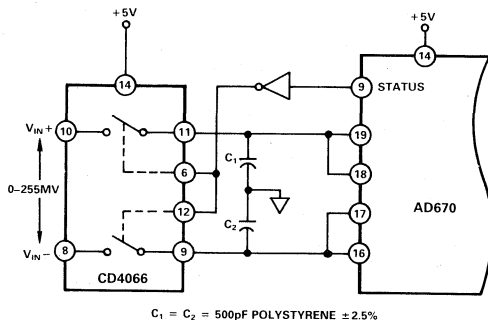 +5V
+5V
14
14
9 STATUS
VIN+ 10
11
19
C1
6
18
0–255MV
AD670
12
17
C2
VIN− 8
9
16
CD4066
C1 = C2 = 500pF POLYSTYRENE ±2.5%